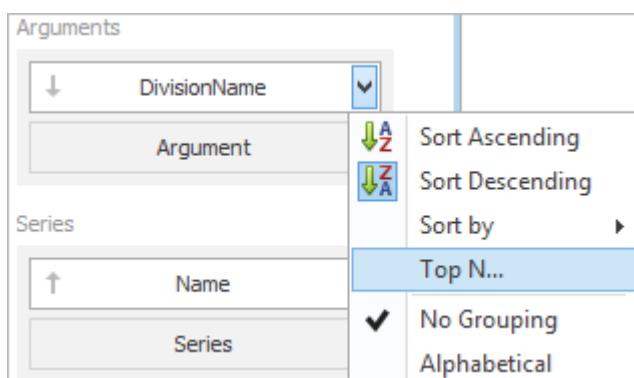 Arguments
DivisionName
Argument
Sort Ascending
Sort Descending
Sort by
Top N...
No Grouping
Alphabetical
Series
Name
Series